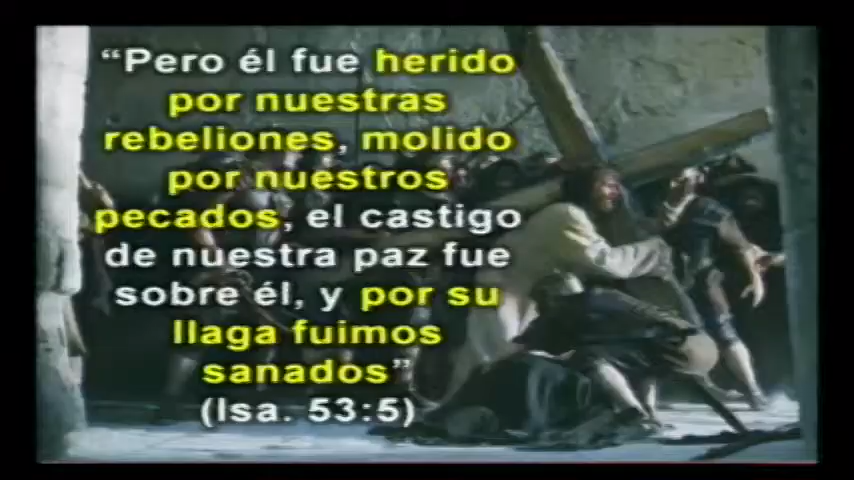 “Pero él fue herido
por nuestras
rebeliones, molido
por nuestros
pecados, el castigo
de nuestra paz fue
sobre él, y por su
llaga fuimos
sanados”
(Isa. 53:5)